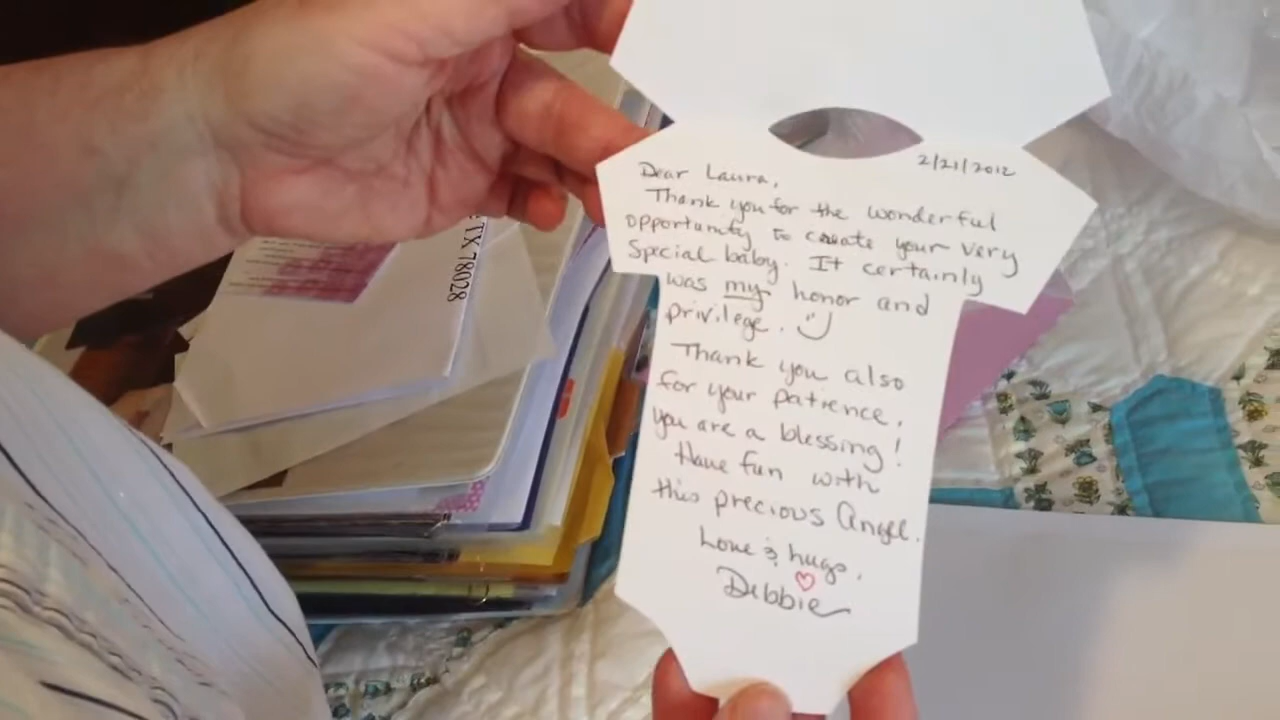 2/21/2012
Dear Laura,
Thank you for the wonderful
opportunity to create your very
special baby. It certainly
was my honor and
privilege.
Thank you also
for your patience,
you are a blessing!
Have fun with
this precious Angel.
Love & hugs,
Debbie
TX 78028